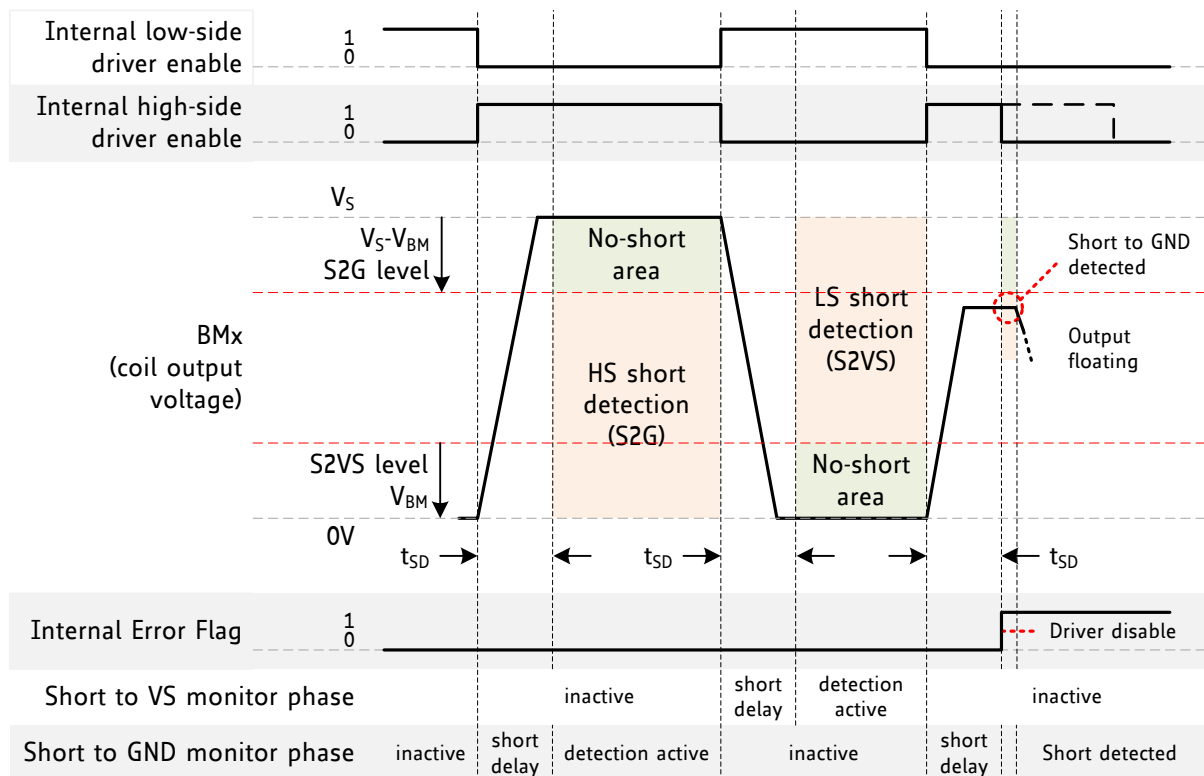 Internal low-side
driver enable
1
0
Internal high-side
driver enable
1
0
VS
VS-VBM
S2G level
No-short
area
Short to GND
detected
LS short
detection
(S2VS)
BMx
(coil output
voltage)
HS short
detection
(S2G)
Output
floating
S2VS level
VBM
No-short
area
0V
tSD
tSD
tSD
Internal Error Flag
1
0
Driver disable
Short to VS monitor phase
inactive
short
delay
detection
active
inactive
Short to GND monitor phase
inactive
short
delay
detection active
inactive
short
delay
Short detected